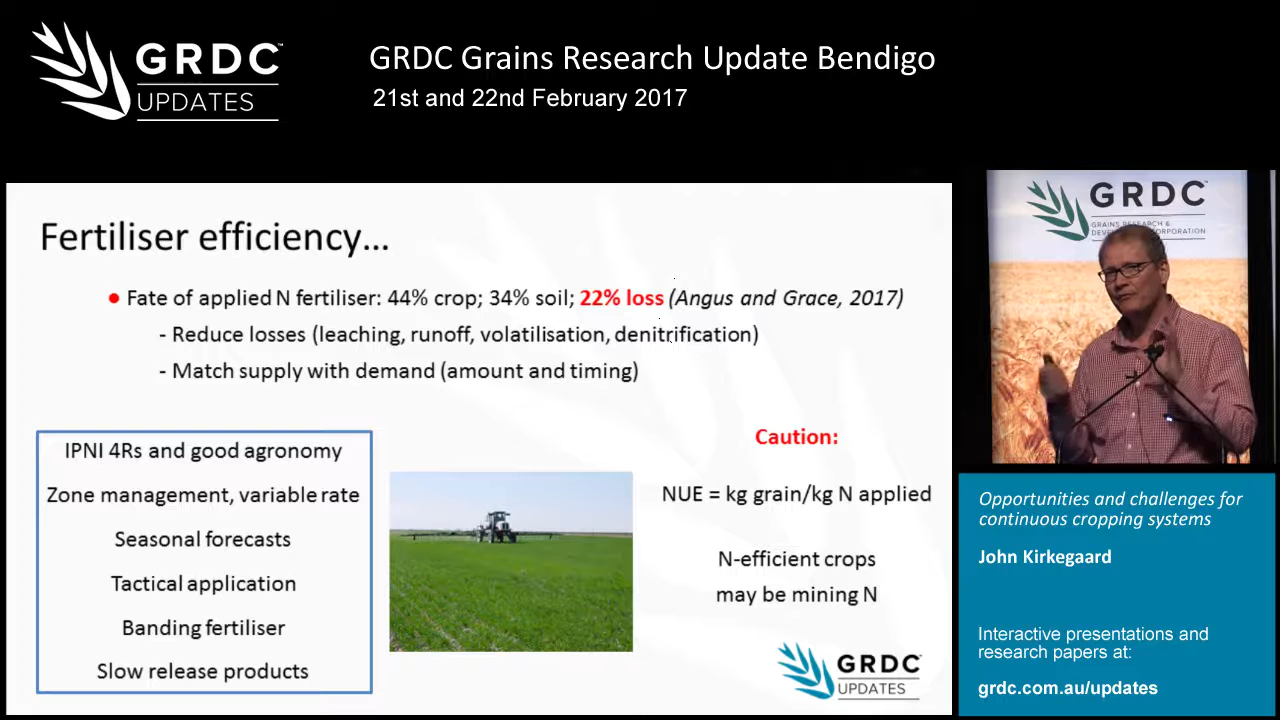 GRDC™
UPDATES
GRDC Grains Research Update Bendigo
21st and 22nd February 2017
Fertiliser efficiency...
• Fate of applied N fertiliser: 44% crop; 34% soil; 22% loss (Angus and Grace, 2017)
- Reduce losses (leaching, runoff, volatilisation, denitrification)
- Match supply with demand (amount and timing)
IPNI 4Rs and good agronomy
Zone management, variable rate
Seasonal forecasts
Tactical application
Banding fertiliser
Slow release products
Caution:
NUE = kg grain/kg N applied
N-efficient crops
may be mining N
GRDC
UPDATES
GRDC™
GRAINS RESEARCH &
Opportunities and challenges for
continuous cropping systems
John Kirkegaard
Interactive presentations and
research papers at:
grdc.com.au/updates